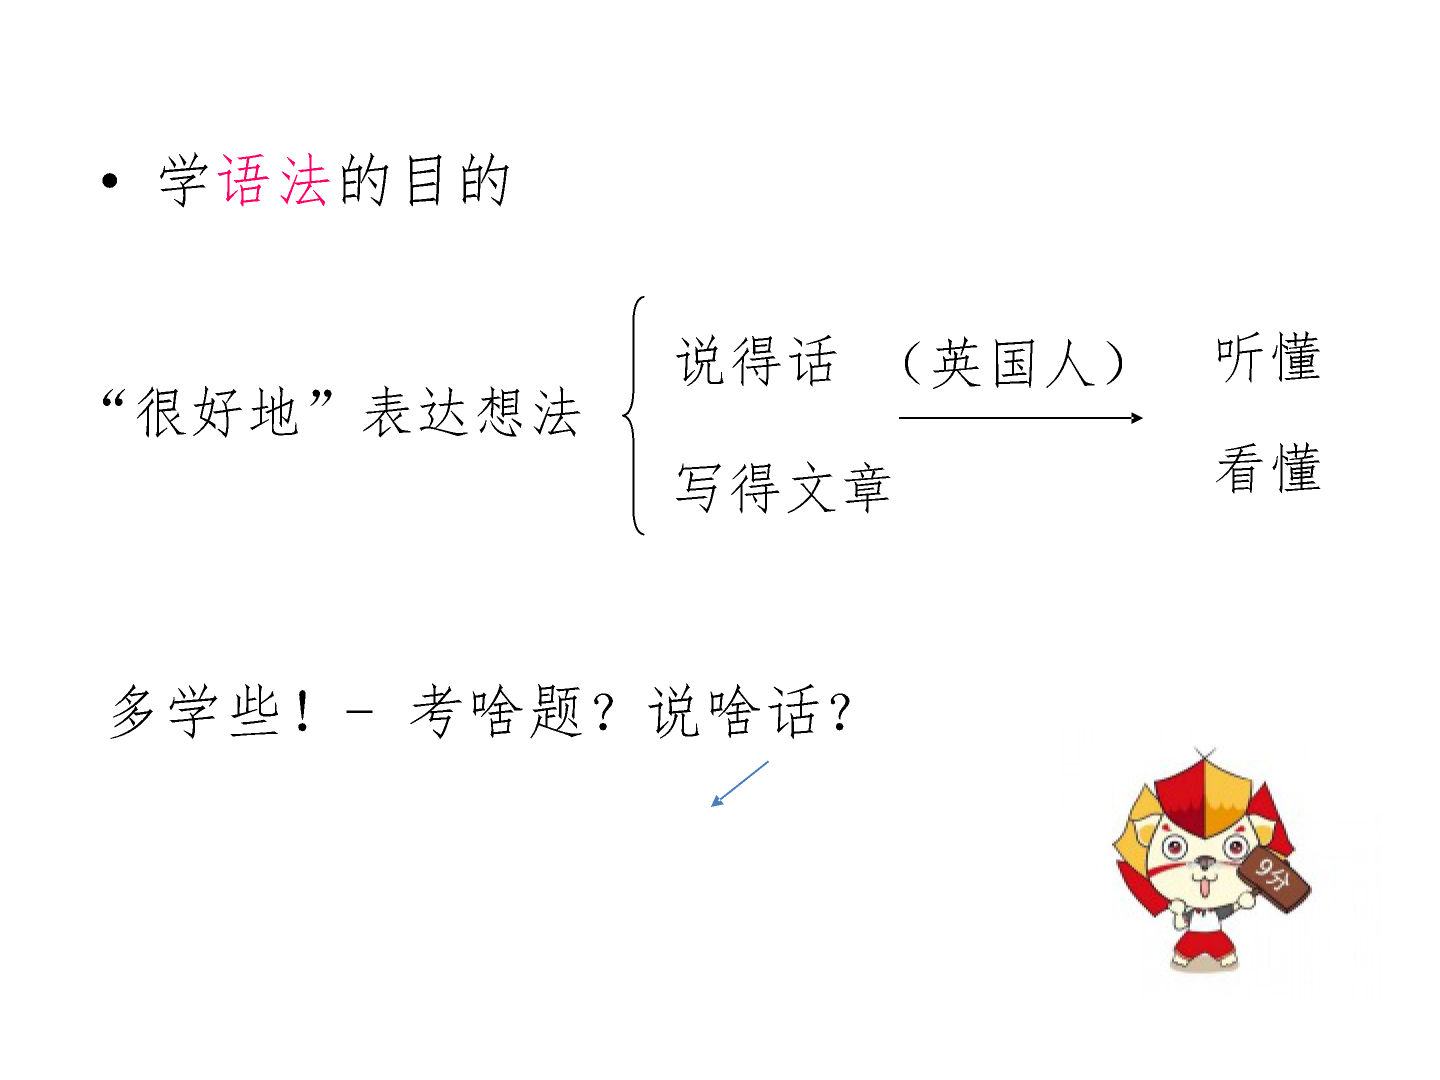 • 学语法的目的
“很好地”表达想法
说得话 （英国人） 听懂
写得文章 看懂
多学些！- 考啥题？说啥话？
9分